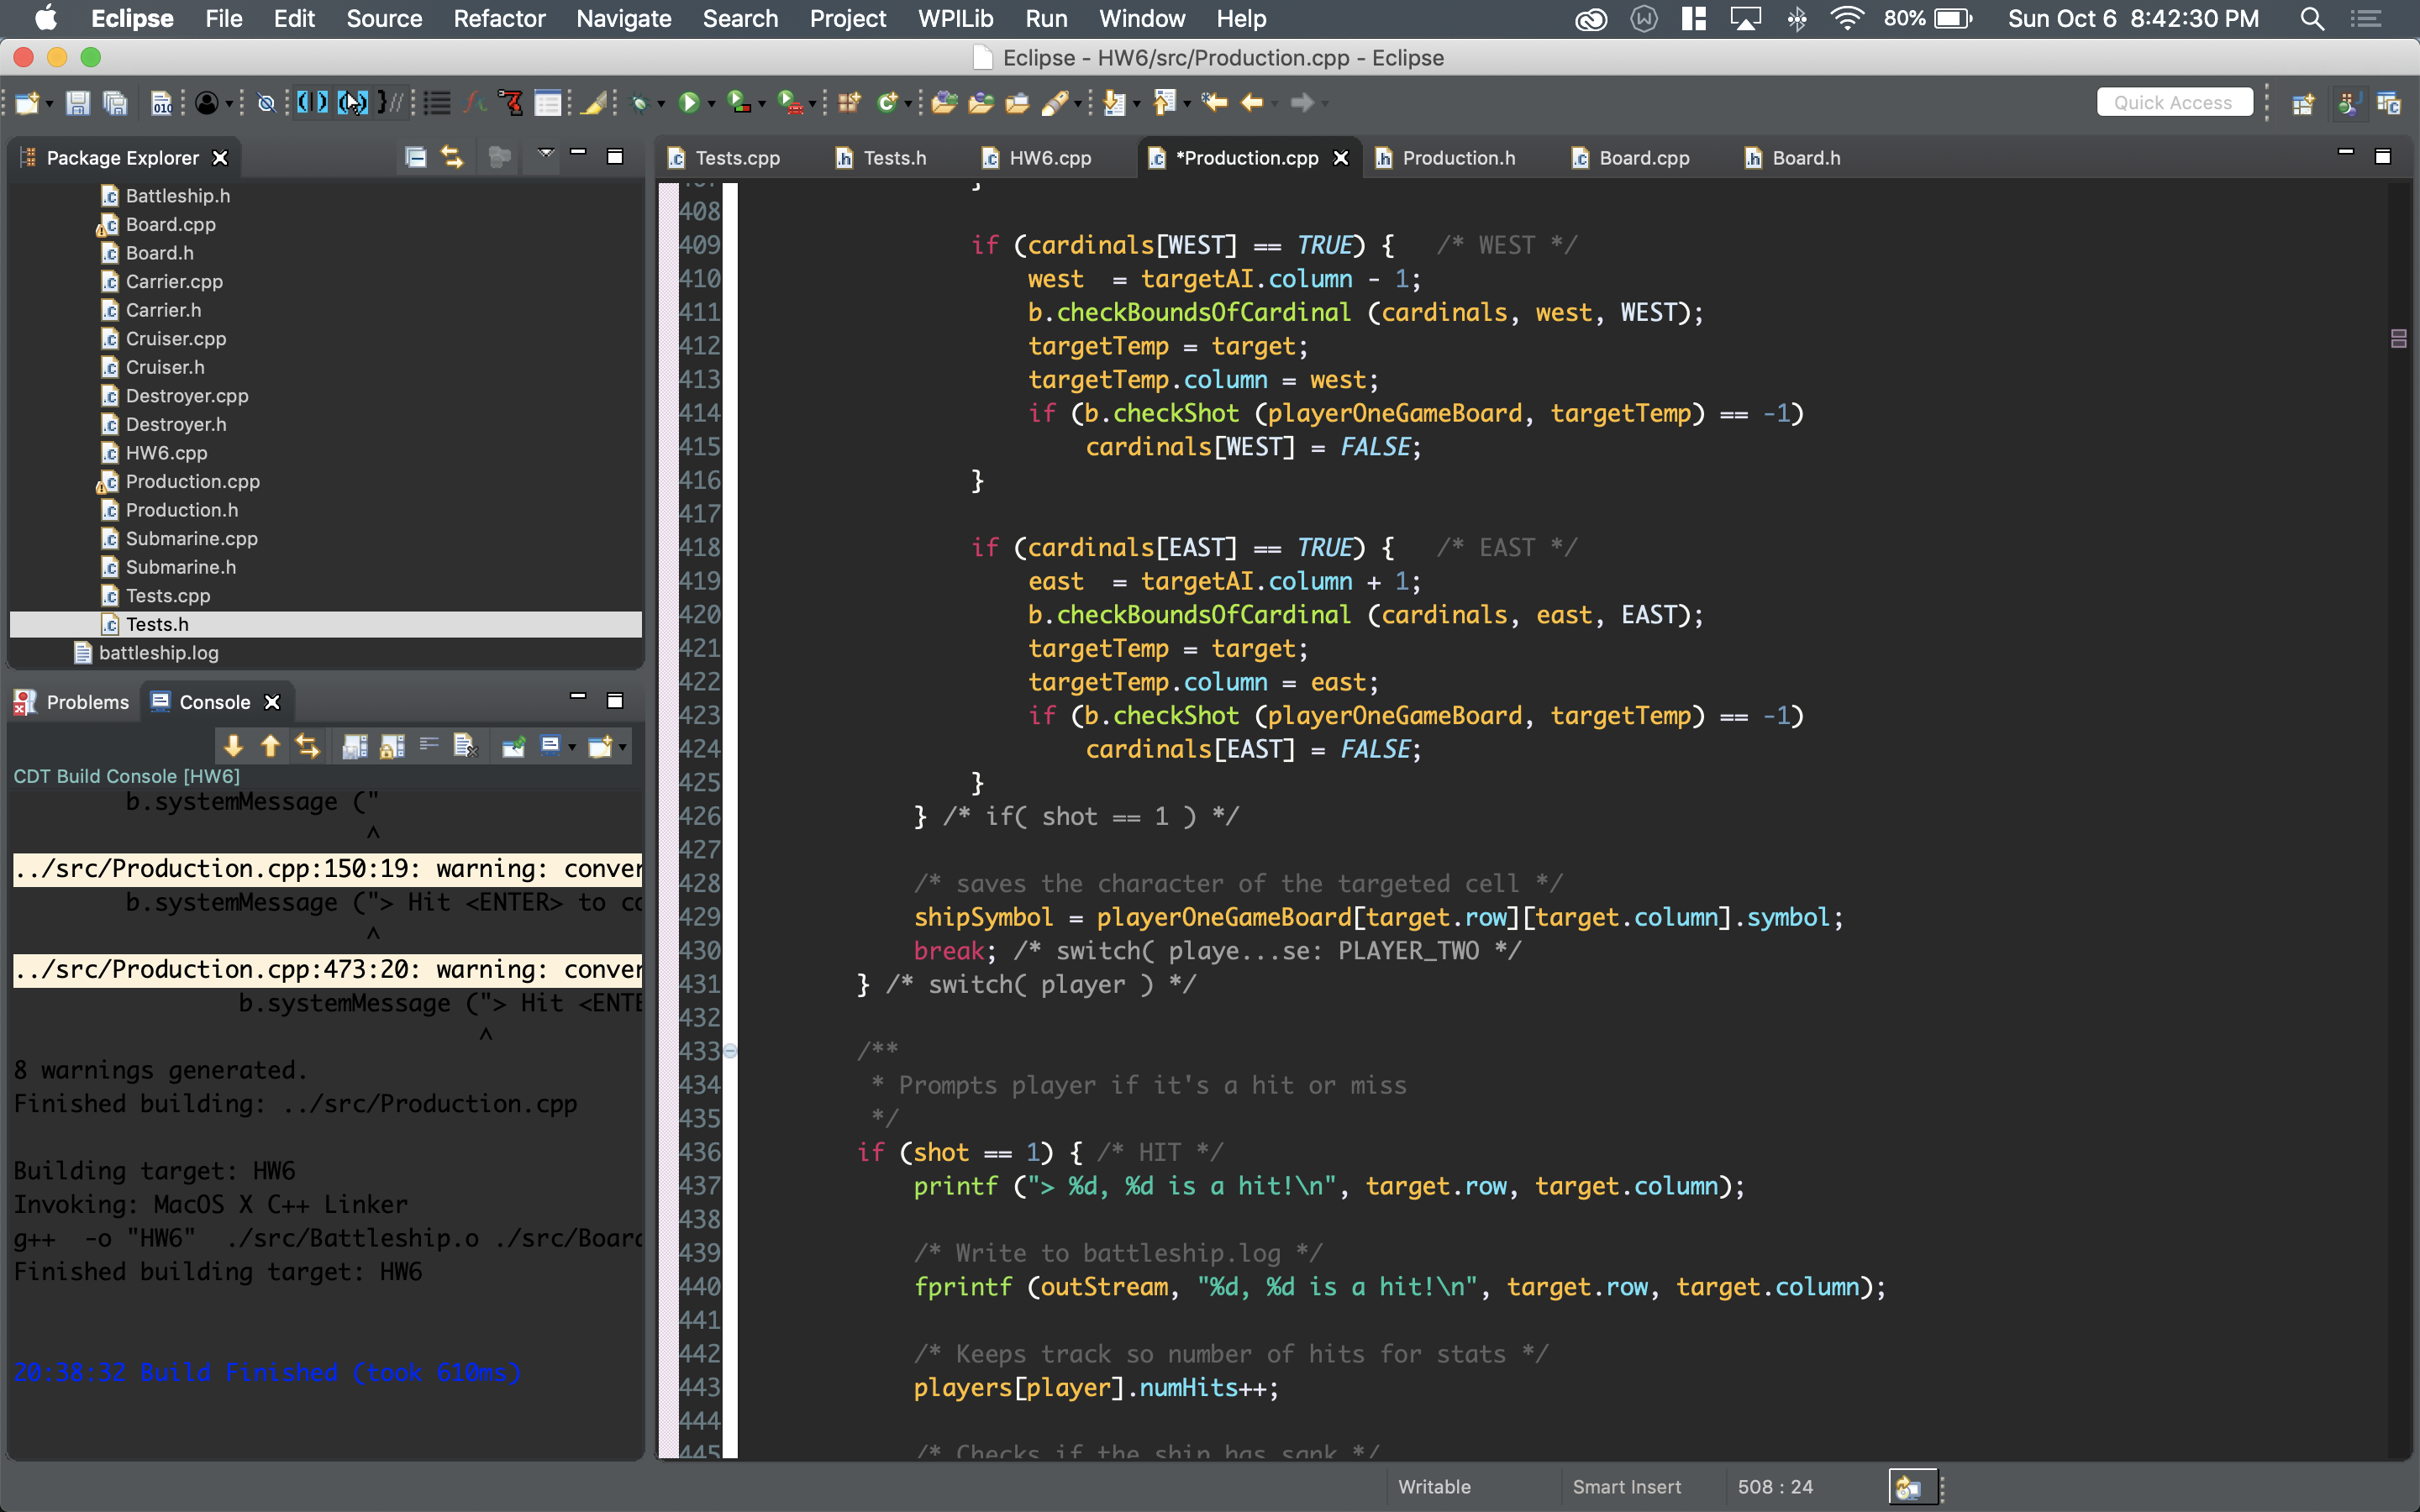 Eclipse File Edit Source Refactor Navigate Search Project WPILib Run Window Help 80% Sun Oct 6 8:42:30 PM
Eclipse - HW6/src/Production.cpp - Eclipse
Quick Access
Package Explorer
Battleship.h
Board.cpp
Board.h
Carrier.cpp
Carrier.h
Cruiser.cpp
Cruiser.h
Destroyer.cpp
Destroyer.h
HW6.cpp
Production.cpp
Production.h
Submarine.cpp
Submarine.h
Tests.cpp
Tests.h
battleship.log
Problems Console
CDT Build Console [HW6]
b.systemMessage ("
^
../src/Production.cpp:150:19: warning: conver
b.systemMessage ("> Hit <ENTER> to co
^
../src/Production.cpp:473:20: warning: conver
b.systemMessage ("> Hit <ENTE
^
8 warnings generated.
Finished building: ../src/Production.cpp
Building target: HW6
Invoking: MacOS X C++ Linker
g++ -o "HW6" ./src/Battleship.o ./src/Board
Finished building target: HW6
20:38:32 Build Finished (took 610ms)
Tests.cpp Tests.h HW6.cpp *Production.cpp Production.h Board.cpp Board.h
407 }
408
409 if (cardinals[WEST] == TRUE) { /* WEST */
410 west = targetAI.column - 1;
411 b.checkBoundsOfCardinal (cardinals, west, WEST);
412 targetTemp = target;
413 targetTemp.column = west;
414 if (b.checkShot (playerOneGameBoard, targetTemp) == -1)
415 cardinals[WEST] = FALSE;
416 }
417
418 if (cardinals[EAST] == TRUE) { /* EAST */
419 east = targetAI.column + 1;
420 b.checkBoundsOfCardinal (cardinals, east, EAST);
421 targetTemp = target;
422 targetTemp.column = east;
423 if (b.checkShot (playerOneGameBoard, targetTemp) == -1)
424 cardinals[EAST] = FALSE;
425 }
426 } /* if( shot == 1 ) */
427
428 /* saves the character of the targeted cell */
429 shipSymbol = playerOneGameBoard[target.row][target.column].symbol;
430 break; /* switch( playe...se: PLAYER_TWO */
431 } /* switch( player ) */
432
433 /**
434 * Prompts player if it's a hit or miss
435 */
436 if (shot == 1) { /* HIT */
437 printf ("> %d, %d is a hit!\n", target.row, target.column);
438
439 /* Write to battleship.log */
440 fprintf (outStream, "%d, %d is a hit!\n", target.row, target.column);
441
442 /* Keeps track so number of hits for stats */
443 players[player].numHits++;
444
445 /* Checks if the ship has sank */
Writable Smart Insert 508 : 24